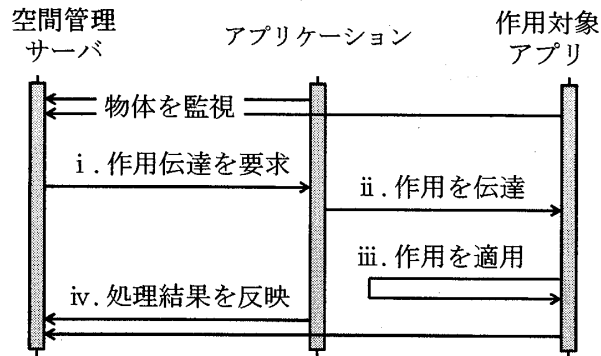 空間管理
サーバ
アプリケーション
作用対象
アプリ
物体を監視
i.作用伝達を要求
ii.作用を伝達
iii.作用を適用
iv.処理結果を反映